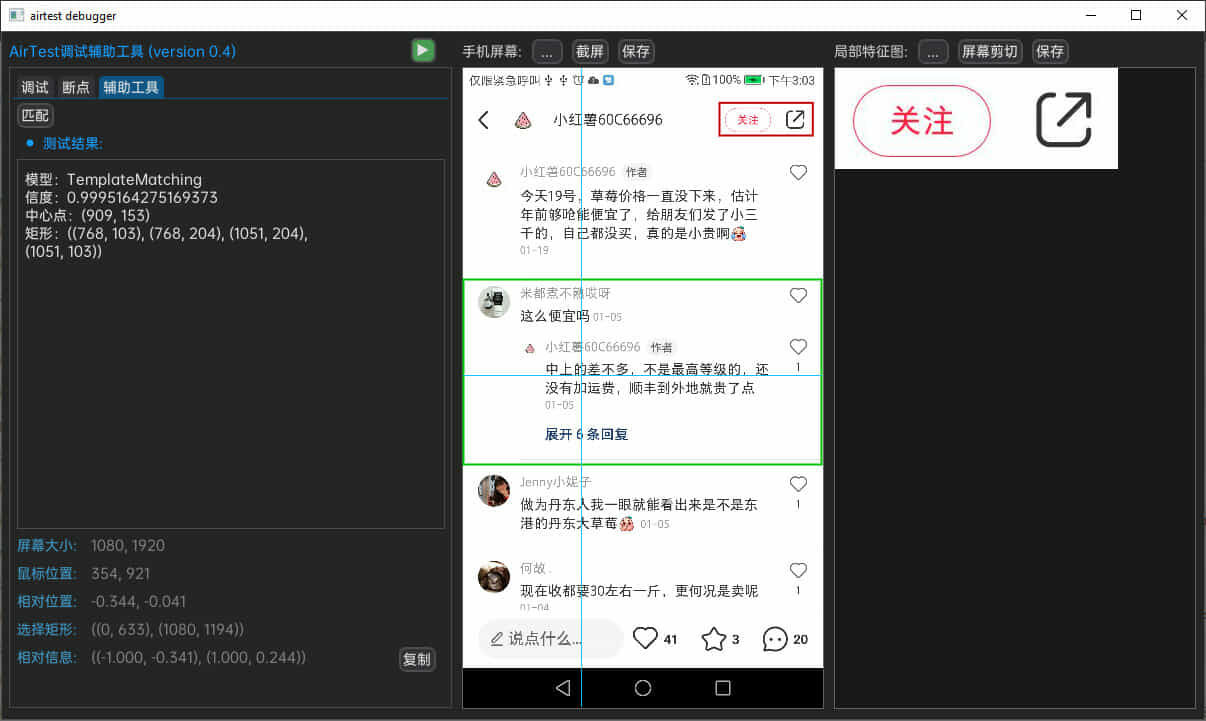 airtest debugger
AirTest调试辅助工具 (version 0.4)
调试 断点 辅助工具
匹配
测试结果:
模型: TemplateMatching
信度: 0.9995164275169373
中心点: (909, 153)
矩形: ((768, 103), (768, 204), (1051, 204),
(1051, 103))
屏幕大小: 1080, 1920
鼠标位置: 354, 921
相对位置: -0.344, -0.041
选择矩形: ((0, 633), (1080, 1194))
相对信息: ((-1.000, -0.341), (1.000, 0.244))
复制
手机屏幕: ... 截屏 保存
仅限紧急呼叫 100% 下午3:03
小红薯60C66696 关注
小红薯60C66696 作者
今天19号，草莓价格一直没下来，估计
年前够呛能便宜了，给朋友们发了小三
千的，自己都没买，真的是小贵啊
01-19
米都煮不熟哎呀
这么便宜吗 01-05
小红薯60C66696 作者
中上的差不多，不是最高等级的，还
1
没有加运费，顺丰到外地就贵了点
01-05
展开 6 条回复
Jenny小妮子
做为丹东人我一眼就能看出来是不是东
1
港的丹东大草莓 01-05
何故 .
现在收都要30左右一斤，更何况是卖呢
1
01-04
说点什么... 41 3 20
局部特征图: ... 屏幕剪切 保存
关注